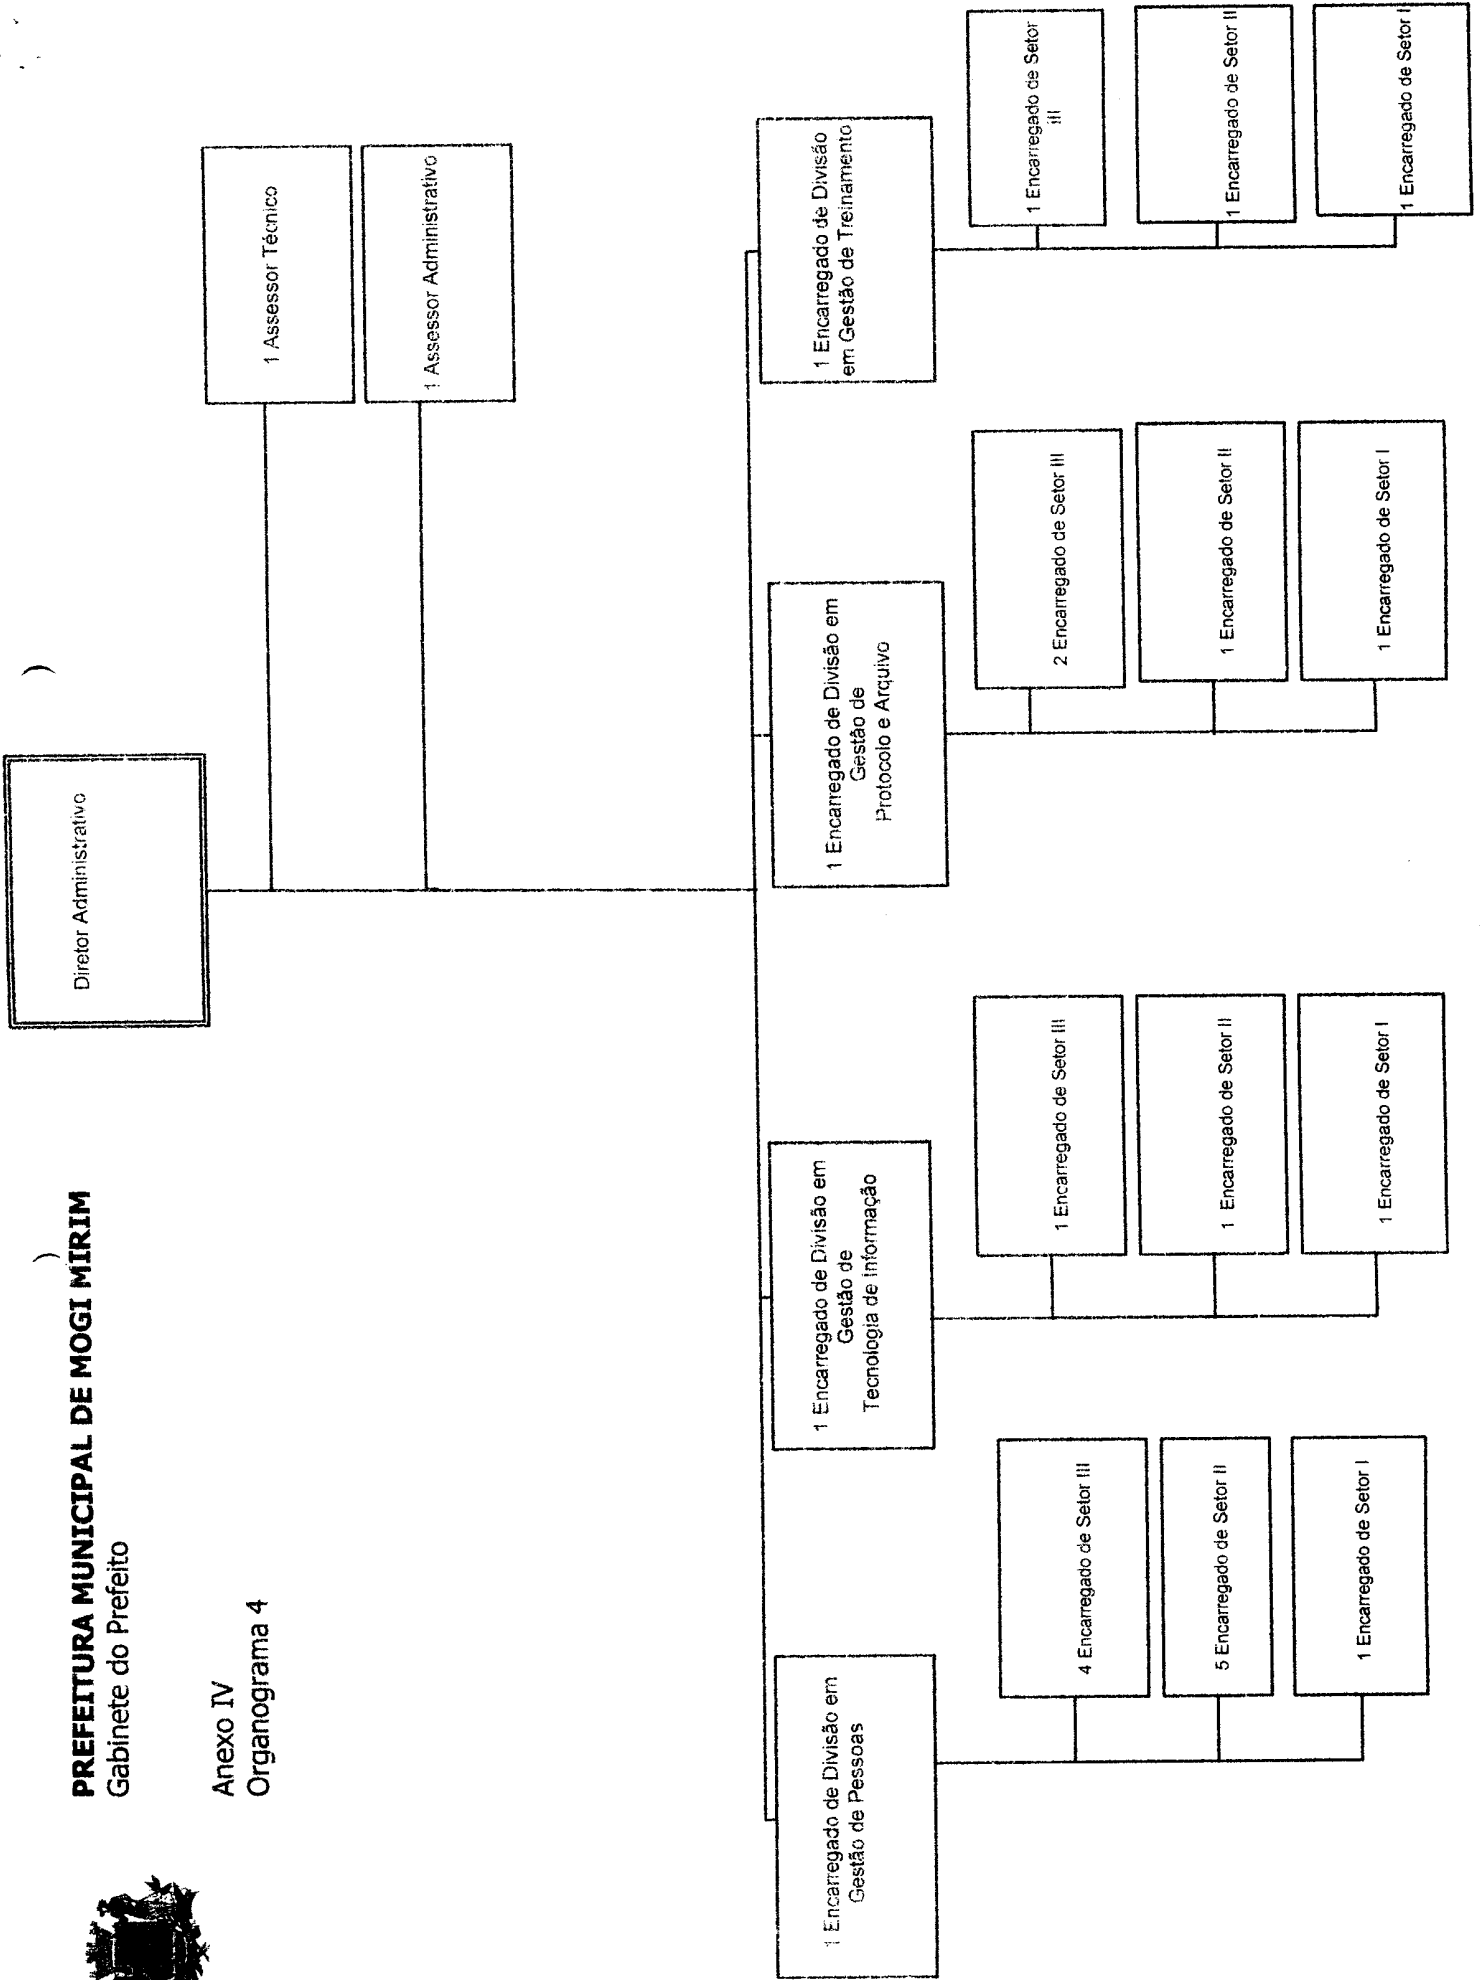 PREFEITURA MUNICIPAL DE MOGI MIRIM
Gabinete do Prefeito
Anexo IV
Organograma 4
Diretor Administrativo
1 Assessor Técnico
1 Assessor Administrativo
1 Encarregado de Divisão em
Gestão de Pessoas
4 Encarregado de Setor III
5 Encarregado de Setor II
1 Encarregado de Setor I
1 Encarregado de Divisão em
Gestão de
Tecnologia de Informação
1 Encarregado de Setor III
1 Encarregado de Setor II
1 Encarregado de Setor I
1 Encarregado de Divisão em
Gestão de
Protocolo e Arquivo
2 Encarregado de Setor III
1 Encarregado de Setor II
1 Encarregado de Setor I
1 Encarregado de Divisão
em Gestão de Treinamento
1 Encarregado de Setor
III
1 Encarregado de Setor II
1 Encarregado de Setor I